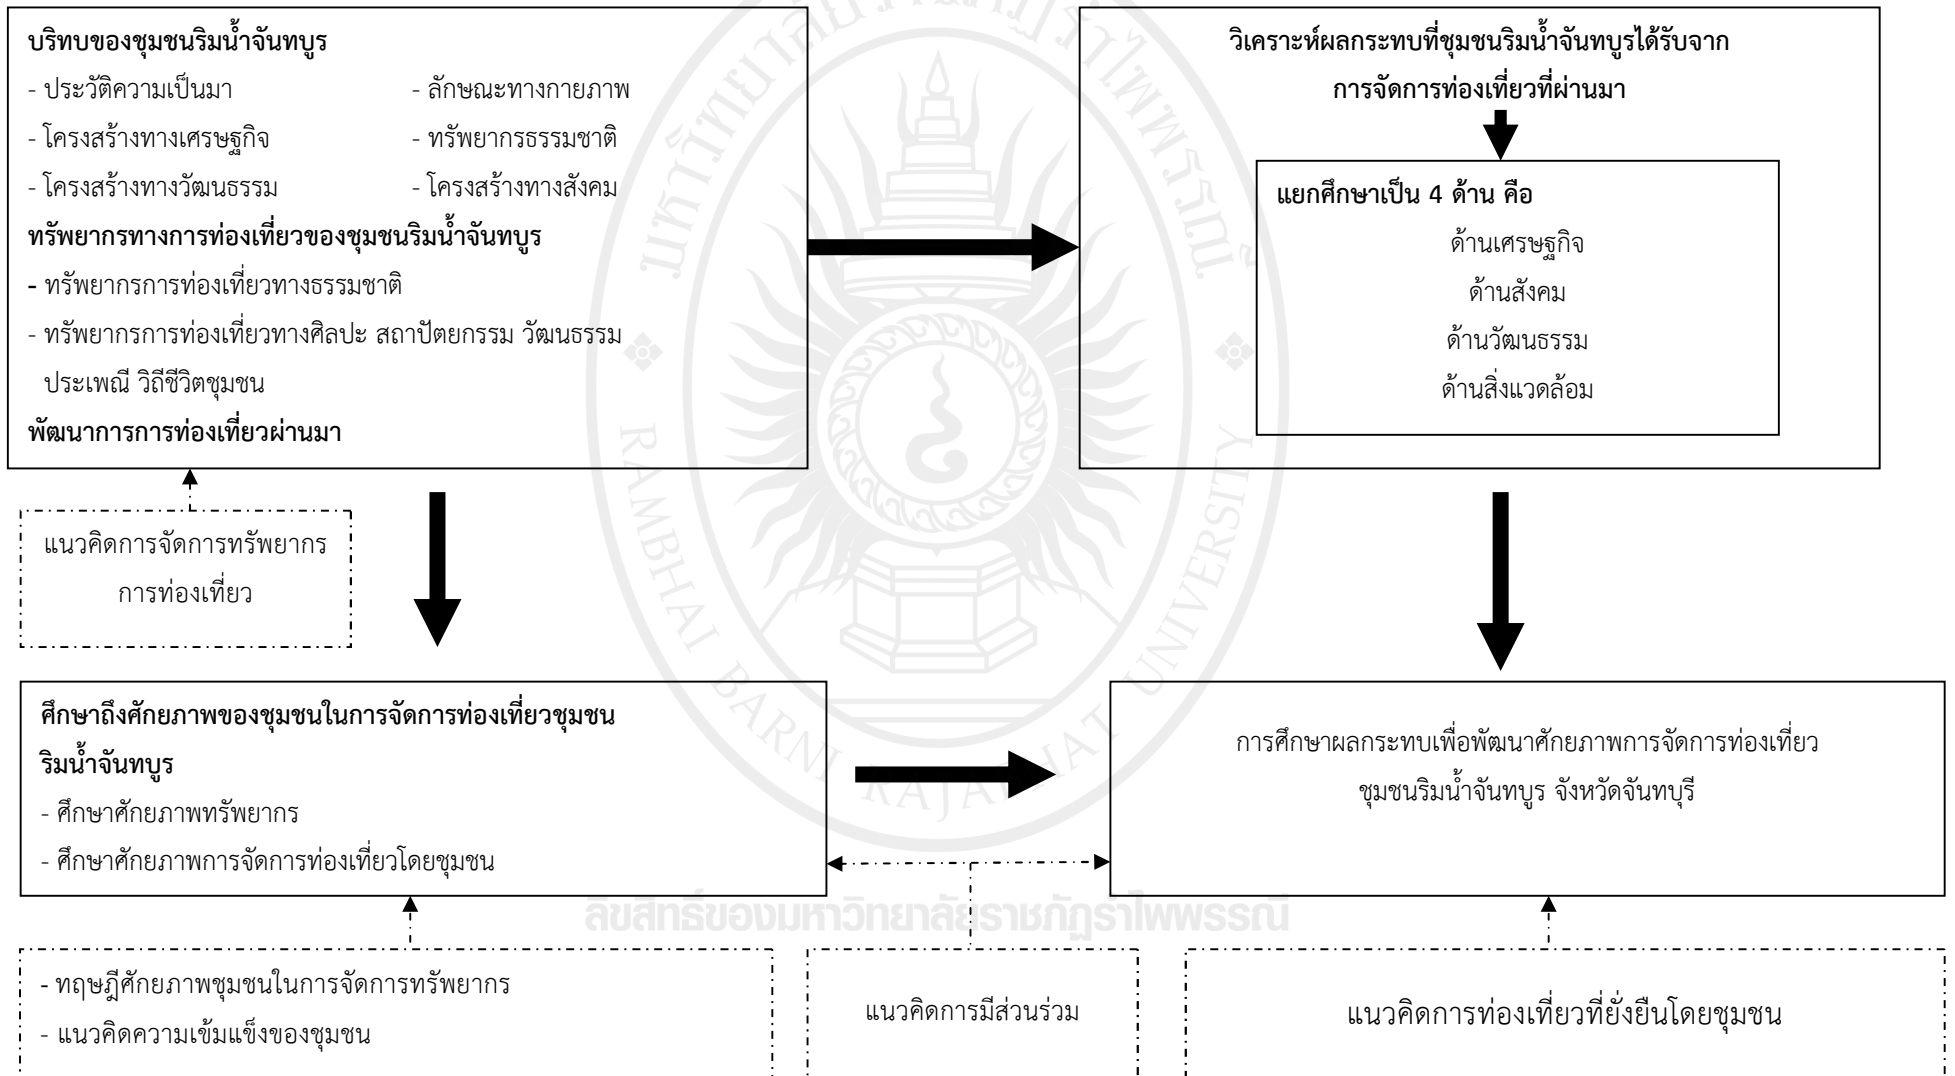 บริทบของชุมชนริมน้ำจันทบูร
- ประวัติความเป็นมา - ลักษณะทางกายภาพ
- โครงสร้างทางเศรษฐกิจ - ทรัพยากรธรรมชาติ
- โครงสร้างทางวัฒนธรรม - โครงสร้างทางสังคม
ทรัพยากรทางการท่องเที่ยวของชุมชนริมน้ำจันทบูร
- ทรัพยากรการท่องเที่ยวทางธรรมชาติ
- ทรัพยากรการท่องเที่ยวทางศิลปะ สถาปัตยกรรม วัฒนธรรม
ประเพณี วิถีชีวิตชุมชน
พัฒนาการการท่องเที่ยวผ่านมา
วิเคราะห์ผลกระทบที่ชุมชนริมน้ำจันทบูรได้รับจาก
การจัดการท่องเที่ยวที่ผ่านมา
แยกศึกษาเป็น 4 ด้าน คือ
ด้านเศรษฐกิจ
ด้านสังคม
ด้านวัฒนธรรม
ด้านสิ่งแวดล้อม
แนวคิดการจัดการทรัพยากร
การท่องเที่ยว
ศึกษาถึงศักยภาพของชุมชนในการจัดการท่องเที่ยวชุมชน
ริมน้ำจันทบูร
- ศึกษาศักยภาพทรัพยากร
- ศึกษาศักยภาพการจัดการท่องเที่ยวโดยชุมชน
การศึกษาผลกระทบเพื่อพัฒนาศักยภาพการจัดการท่องเที่ยว
ชุมชนริมน้ำจันทบูร จังหวัดจันทบุรี
- ทฤษฎีศักยภาพชุมชนในการจัดการทรัพยากร
- แนวคิดความเข้มแข็งของชุมชน
แนวคิดการมีส่วนร่วม
แนวคิดการท่องเที่ยวที่ยั่งยืนโดยชุมชน
มหาวิทยาลัยราชภัฏรำไพพรรณี
RAMBHAI BARNI RAJABHAT UNIVERSITY
ลิขสิทธิ์ของมหาวิทยาลัยราชภัฏรำไพพรรณี